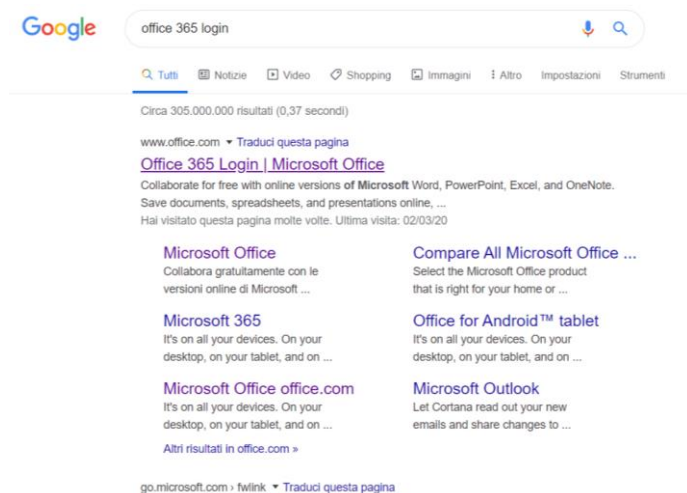 Google
office 365 login
Tutti Notizie Video Shopping Immagini Altro Impostazioni Strumenti
Circa 305.000.000 risultati (0,37 secondi)
www.office.com ▼ Traduci questa pagina
Office 365 Login | Microsoft Office
Collaborate for free with online versions of Microsoft Word, PowerPoint, Excel, and OneNote.
Save documents, spreadsheets, and presentations online, ...
Hai visitato questa pagina molte volte. Ultima visita: 02/03/20
Microsoft Office
Collabora gratuitamente con le
versioni online di Microsoft ...
Compare All Microsoft Office ...
Select the Microsoft Office product
that is right for your home or ...
Microsoft 365
It's on all your devices. On your
desktop, on your tablet, and on ...
Office for Android™ tablet
It's on all your devices. On your
desktop, on your tablet, and on ...
Microsoft Office office.com
It's on all your devices. On your
desktop, on your tablet, and on ...
Microsoft Outlook
Let Cortana read out your new
emails and share changes to ...
Altri risultati in office.com »
go.microsoft.com › fwlink ▼ Traduci questa pagina